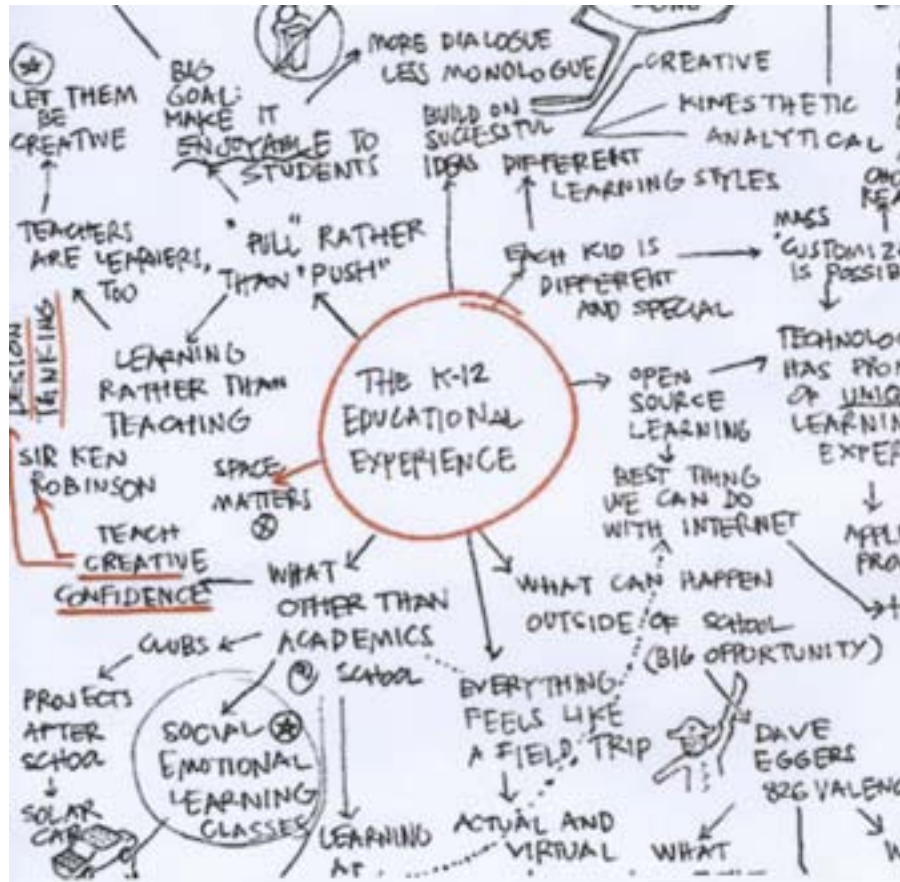 MORE DIALOGUE
LESS MONOLOGUE
LET THEM
BE
CREATIVE
BIG
GOAL:
MAKE IT
ENJOYABLE TO
STUDENTS
BUILD ON
SUCCESSFUL
IDEAS
CREATIVE
KINESTHETIC
ANALYTICAL
DIFFERENT
LEARNING STYLES
TEACHERS
ARE LEARNERS,
TOO
"PULL" RATHER
THAN "PUSH"
EACH KID IS
DIFFERENT
AND SPECIAL
MASS
"CUSTOMIZ
IS POSSIB
DESIGN
THINKING
LEARNING
RATHER THAN
TEACHING
THE K-12
EDUCATIONAL
EXPERIENCE
OPEN
SOURCE
LEARNING
TECHNOLOG
HAS PROM
OF UNIQ
LEARNIN
EXPER
SIR KEN
ROBINSON
SPACE
MATTERS
BEST THING
WE CAN DO
WITH INTERNET
APPL
PRO
TEACH
CREATIVE
CONFIDENCE
WHAT
OTHER THAN
ACADEMICS
@ SCHOOL
WHAT CAN HAPPEN
OUTSIDE OF SCHOOL
(BIG OPPORTUNITY)
CLUBS
PROJECTS
AFTER
SCHOOL
SOLAR
CAR
SOCIAL
EMOTIONAL
LEARNING
CLASSES
EVERYTHING
FEELS LIKE
A FIELD TRIP
DAVE
EGGERS
826 VALENC
LEARNING
AT
ACTUAL AND
VIRTUAL
WHAT